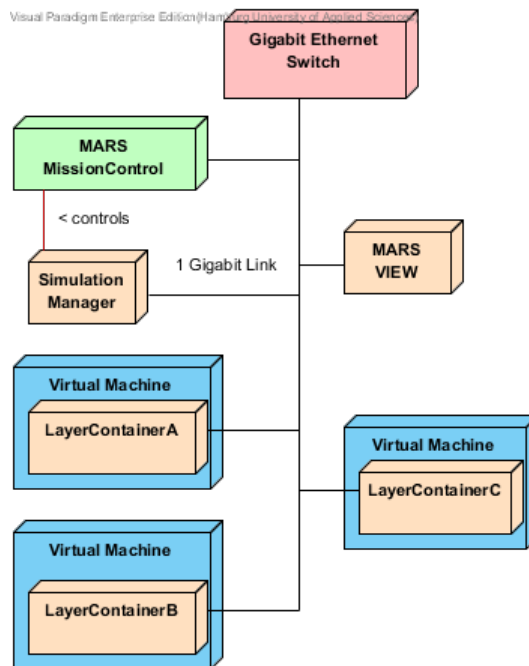 Visual Paradigm Enterprise Edition(Hamburg University of Applied Sciences)
Gigabit Ethernet
Switch
MARS
MissionControl
< controls
MARS
VIEW
1 Gigabit Link
Simulation
Manager
Virtual Machine
LayerContainerA
Virtual Machine
LayerContainerC
Virtual Machine
LayerContainerB